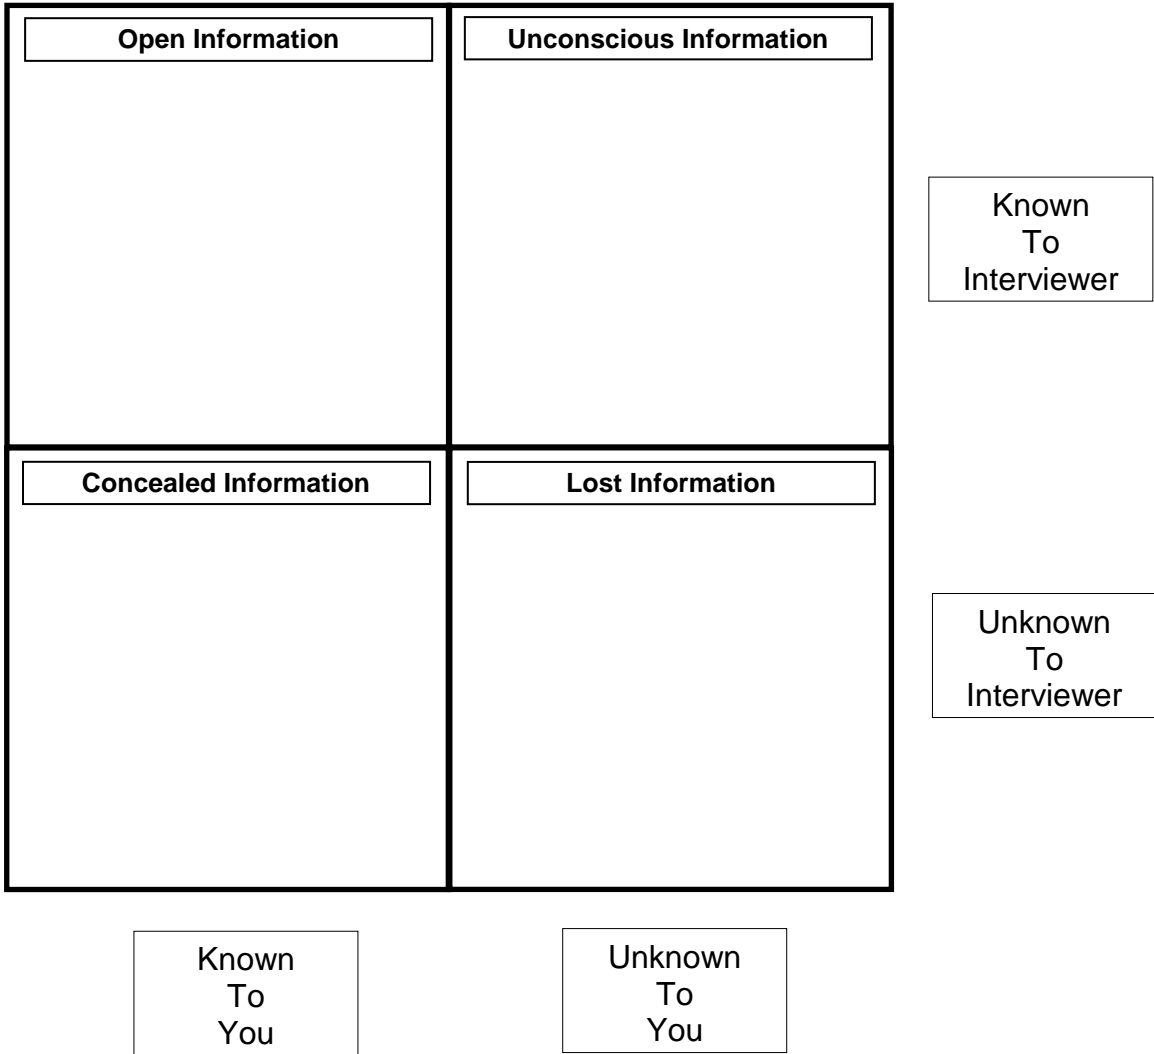 Open Information
Unconscious Information
Known
To
Interviewer
Concealed Information
Lost Information
Unknown
To
Interviewer
Known
To
You
Unknown
To
You